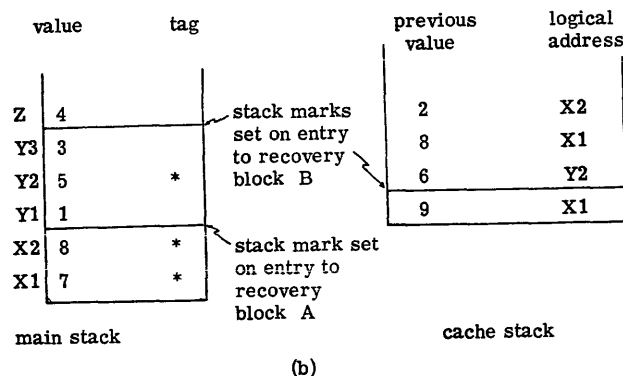 value tag
previous value
logical address
Z 4
Y3 3
Y2 5 *
Y1 1
X2 8 *
X1 7 *
stack marks
set on entry
to recovery
block B
stack mark set
on entry to
recovery
block A
2 X2
8 X1
6 Y2
9 X1
main stack
cache stack
(b)